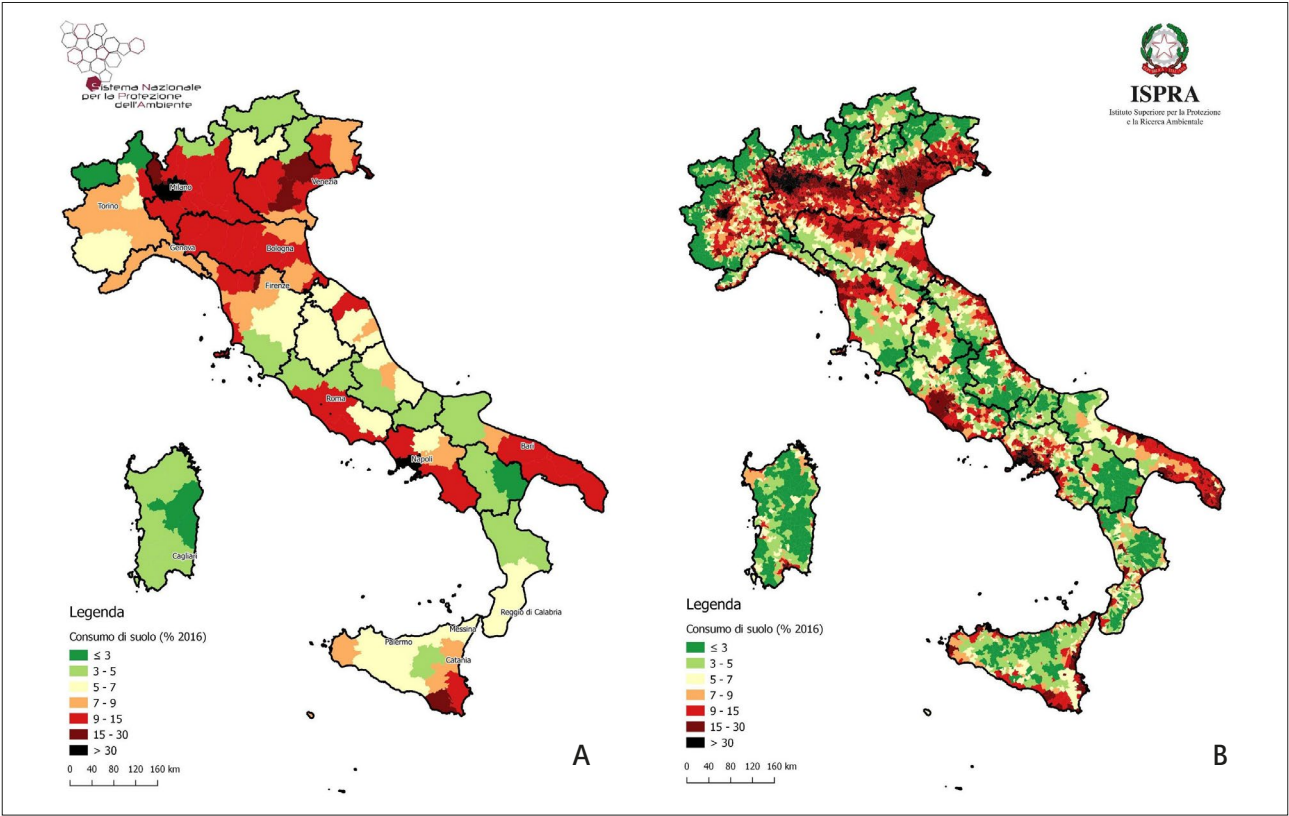 Sistema Nazionale
per la Protezione
dell'Ambiente
ISPRA
Istituto Superiore per la Protezione
e la Ricerca Ambientale
Milano
Venezia
Torino
Genova
Bologna
Firenze
Roma
Bari
Napoli
Cagliari
Reggio di Calabria
Messina
Palermo
Catania
Legenda
Consumo di suolo (% 2016)
≤ 3
3 - 5
5 - 7
7 - 9
9 - 15
15 - 30
> 30
0 40 80 120 160 km
A
Legenda
Consumo di suolo (% 2016)
≤ 3
3 - 5
5 - 7
7 - 9
9 - 15
15 - 30
> 30
0 40 80 120 160 km
B